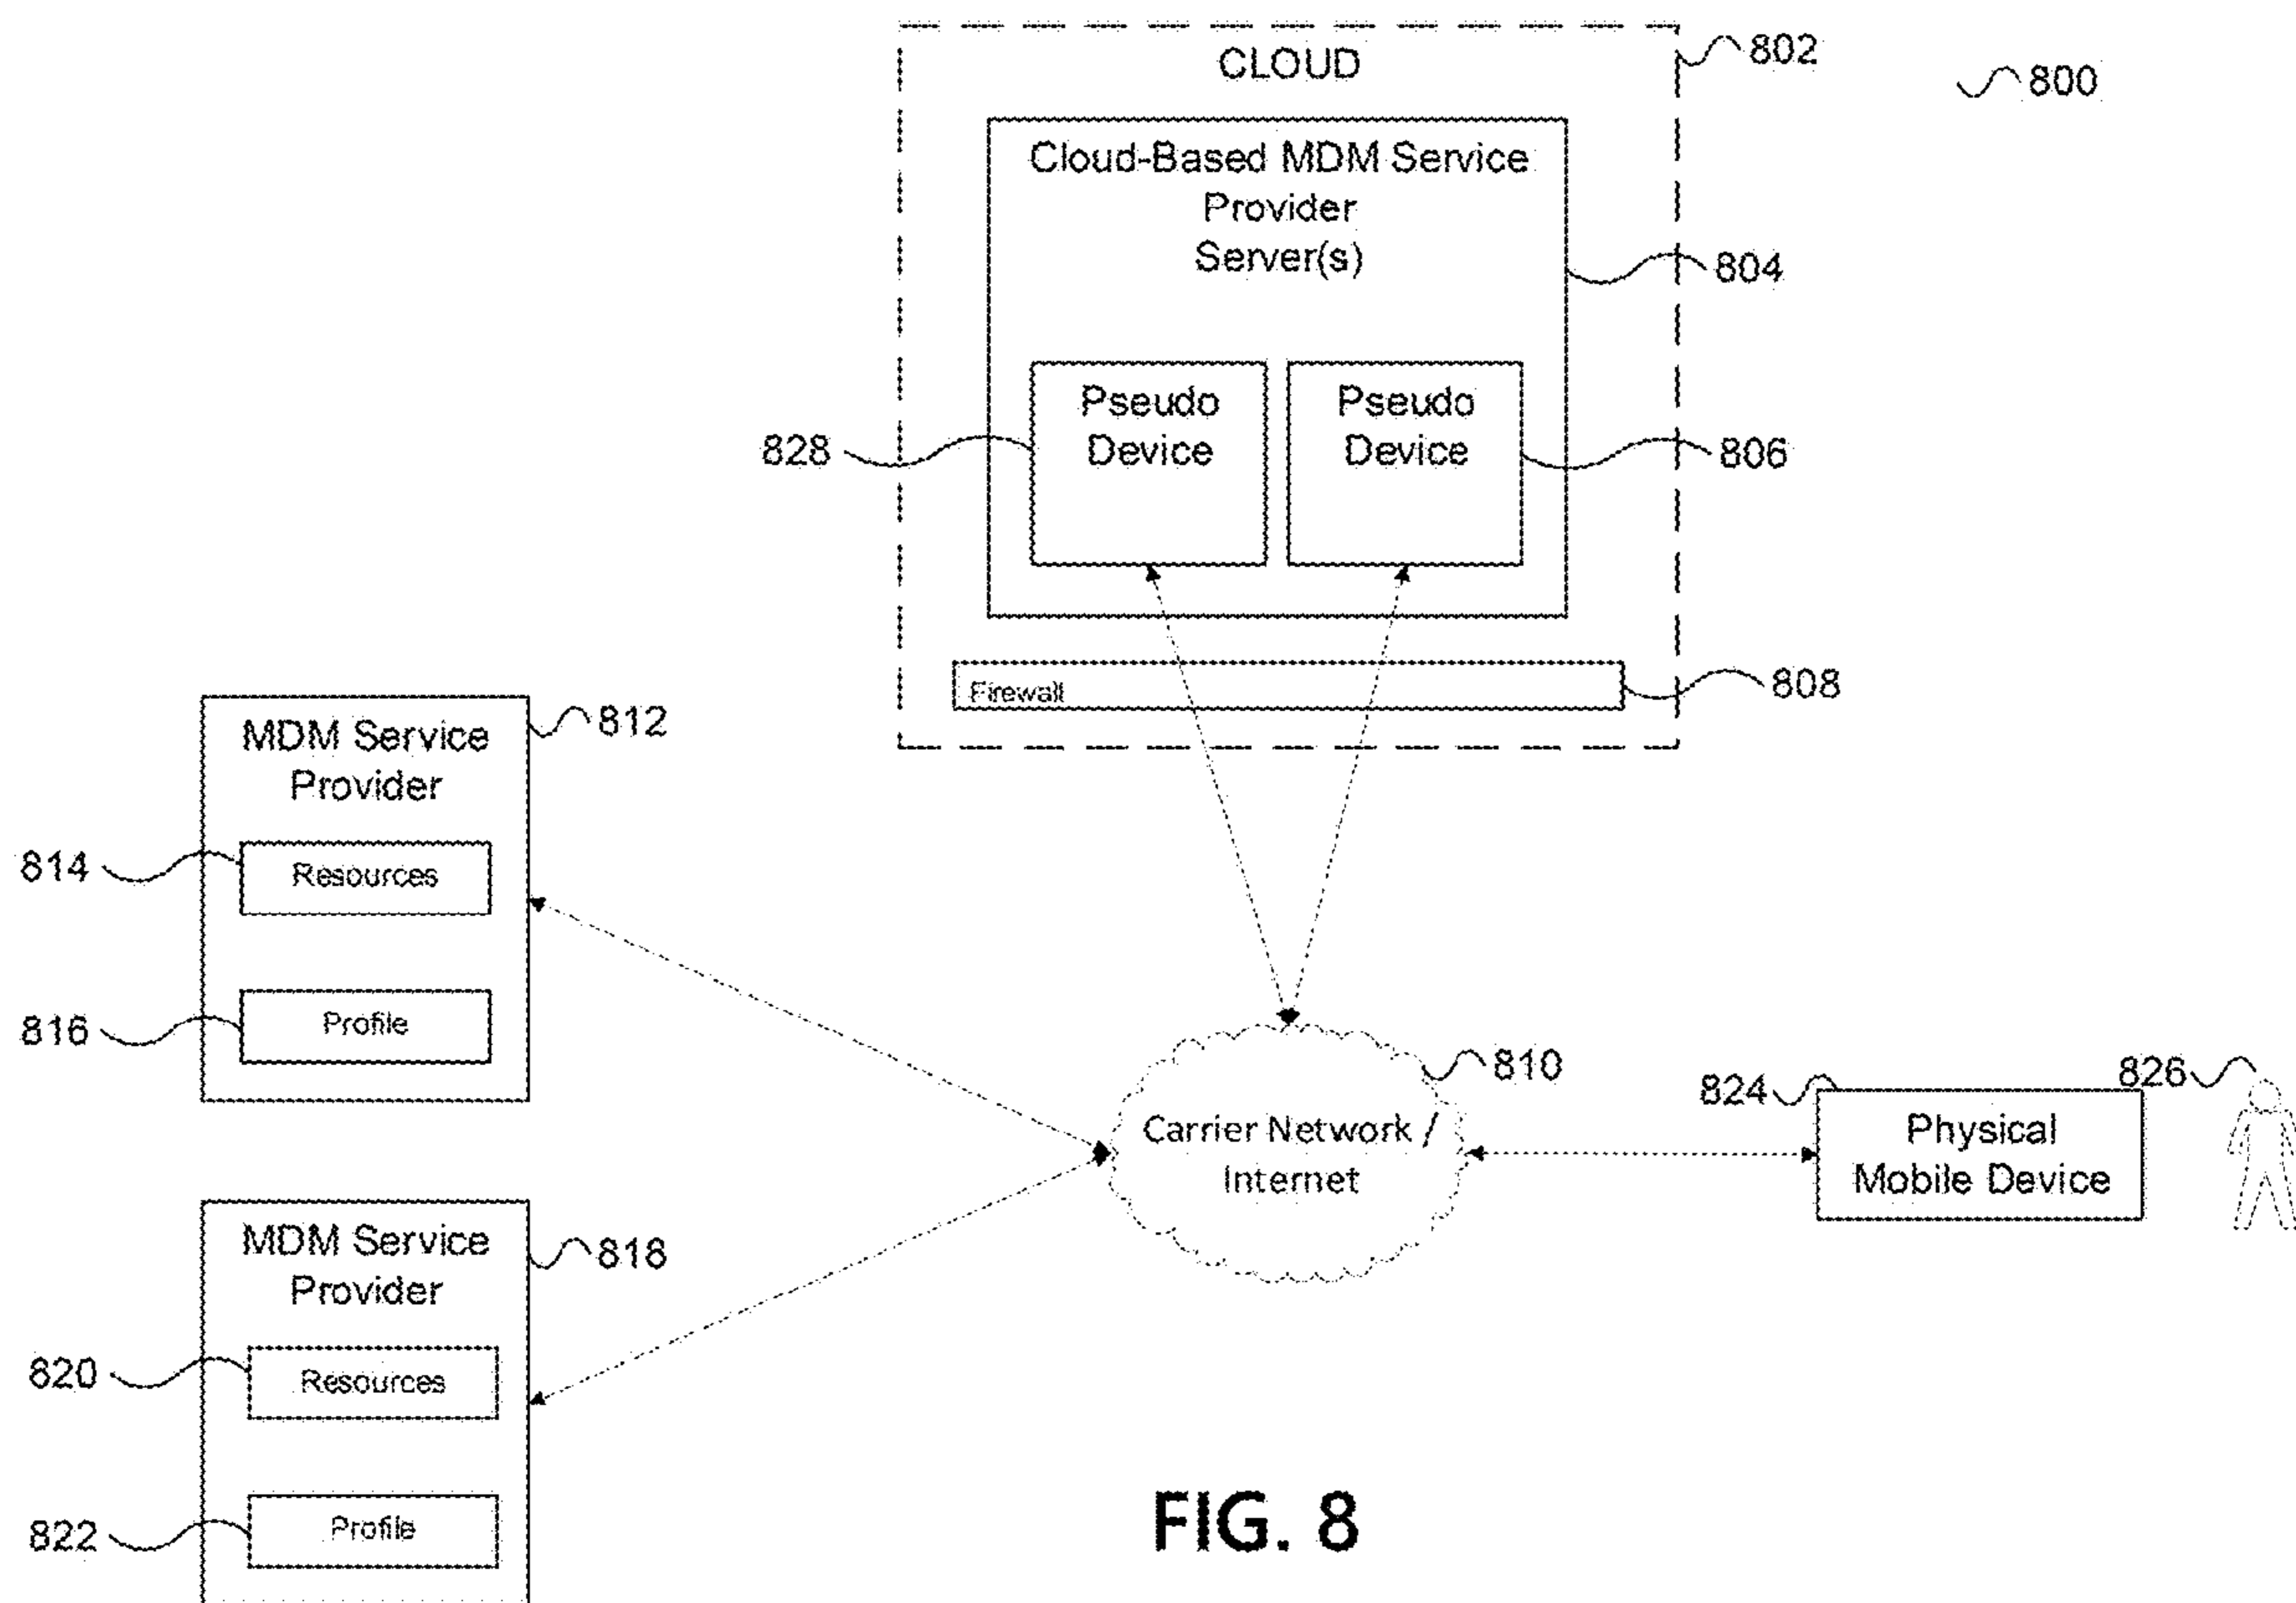 CLOUD
802
800
Cloud-Based MDM Service
Provider
Server(s)
804
Pseudo
Device
828
Pseudo
Device
806
Firewall
808
MDM Service
Provider
812
Resources
814
Profile
816
810
Carrier Network /
Internet
824
Physical
Mobile Device
826
MDM Service
Provider
818
Resources
820
Profile
822
FIG. 8